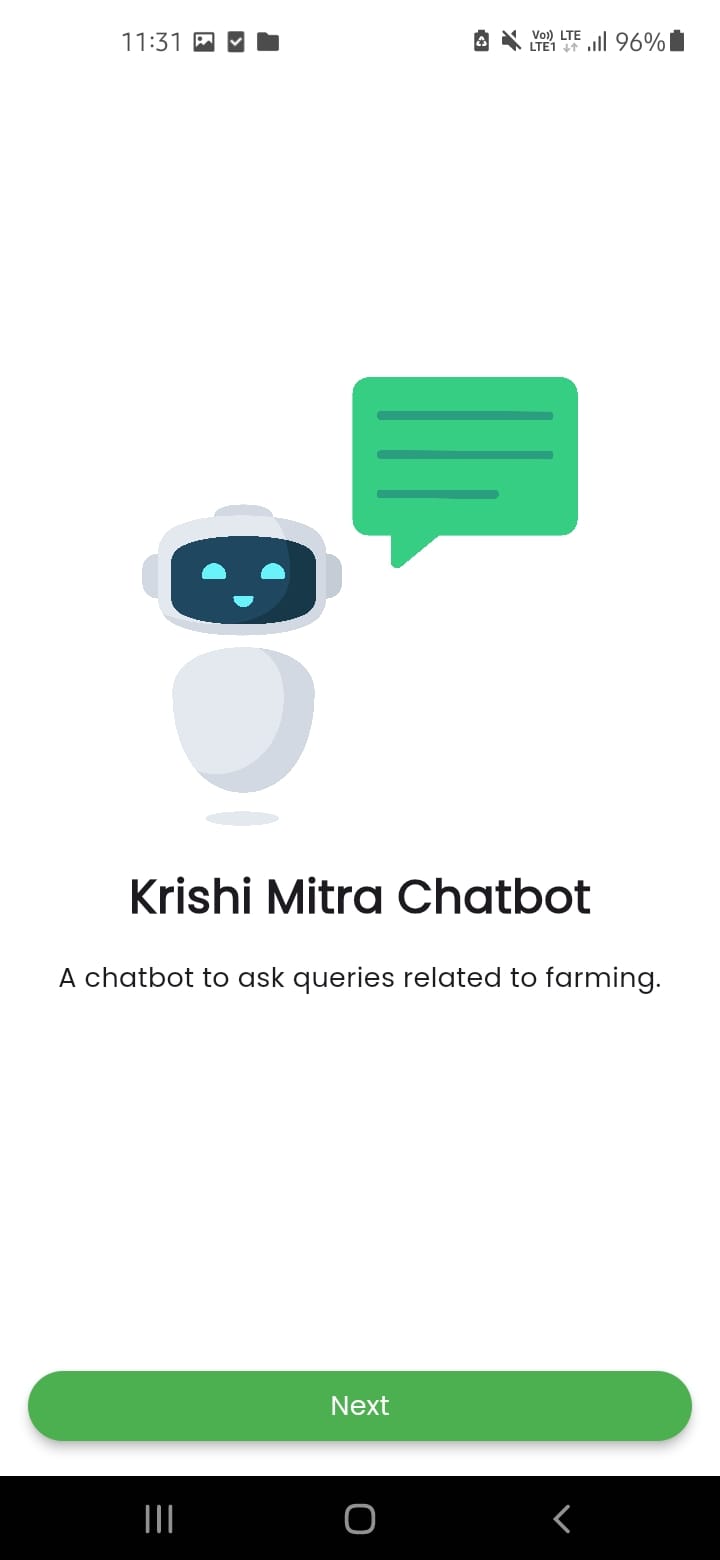 11:31 Vo)) LTE 96%
LTE1
Krishi Mitra Chatbot
A chatbot to ask queries related to farming.
Next